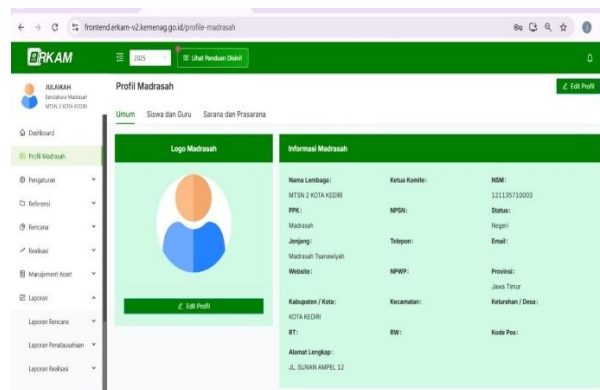 frontend.erkam-v2.kemenag.go.id/profile-madrasah
ERKAM
2025
Lihat Panduan Disini!
JULAIKAH
Bendahara Madrasah
MTSN 2 KOTA KEDIRI
Profil Madrasah
Edit Profil
Umum Siswa dan Guru Sarana dan Prasarana
Dashboard
Profil Madrasah
Pengaturan
Referensi
Rencana
Realisasi
Manajement Asset
Laporan
Laporan Rencana
Laporan Penatausahaan
Laporan Realisasi
Logo Madrasah
Edit Profil
Informasi Madrasah
Nama Lembaga: Ketua Komite: NSM:
MTSN 2 KOTA KEDIRI 121135710003
PPK: NPSN: Status:
Madrasah Negeri
Jenjang: Telepon: Email:
Madrasah Tsanawiyah
Website: NPWP: Provinsi:
Jawa Timur
Kabupaten / Kota: Kecamatan: Kelurahan / Desa:
KOTA KEDIRI
RT: RW: Kode Pos:
Alamat Lengkap:
JL. SUNAN AMPEL 12